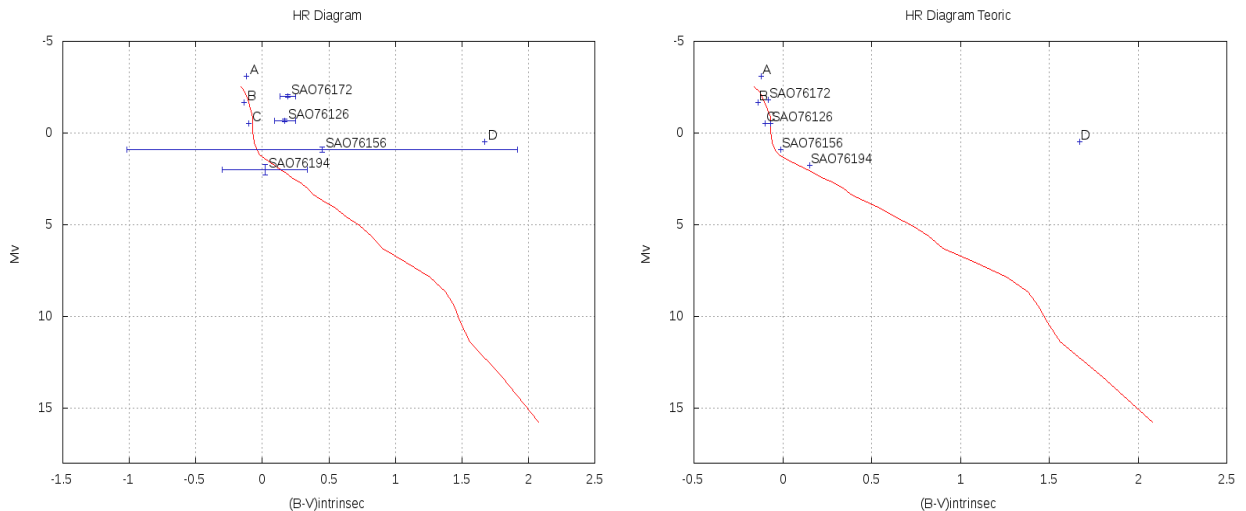 HR Diagram
-5
0
5
10
15
Mv
A
SAO76172
B
SAO76126
C
SAO76156
D
SAO76194
-1.5
-1
-0.5
0
0.5
1
1.5
2
2.5
(B-V)intrinsec
HR Diagram Teoric
-5
0
5
10
15
Mv
A
SAO76172
B
C
SAO76126
D
SAO76156
SAO76194
-0.5
0
0.5
1
1.5
2
2.5
(B-V)intrinsec